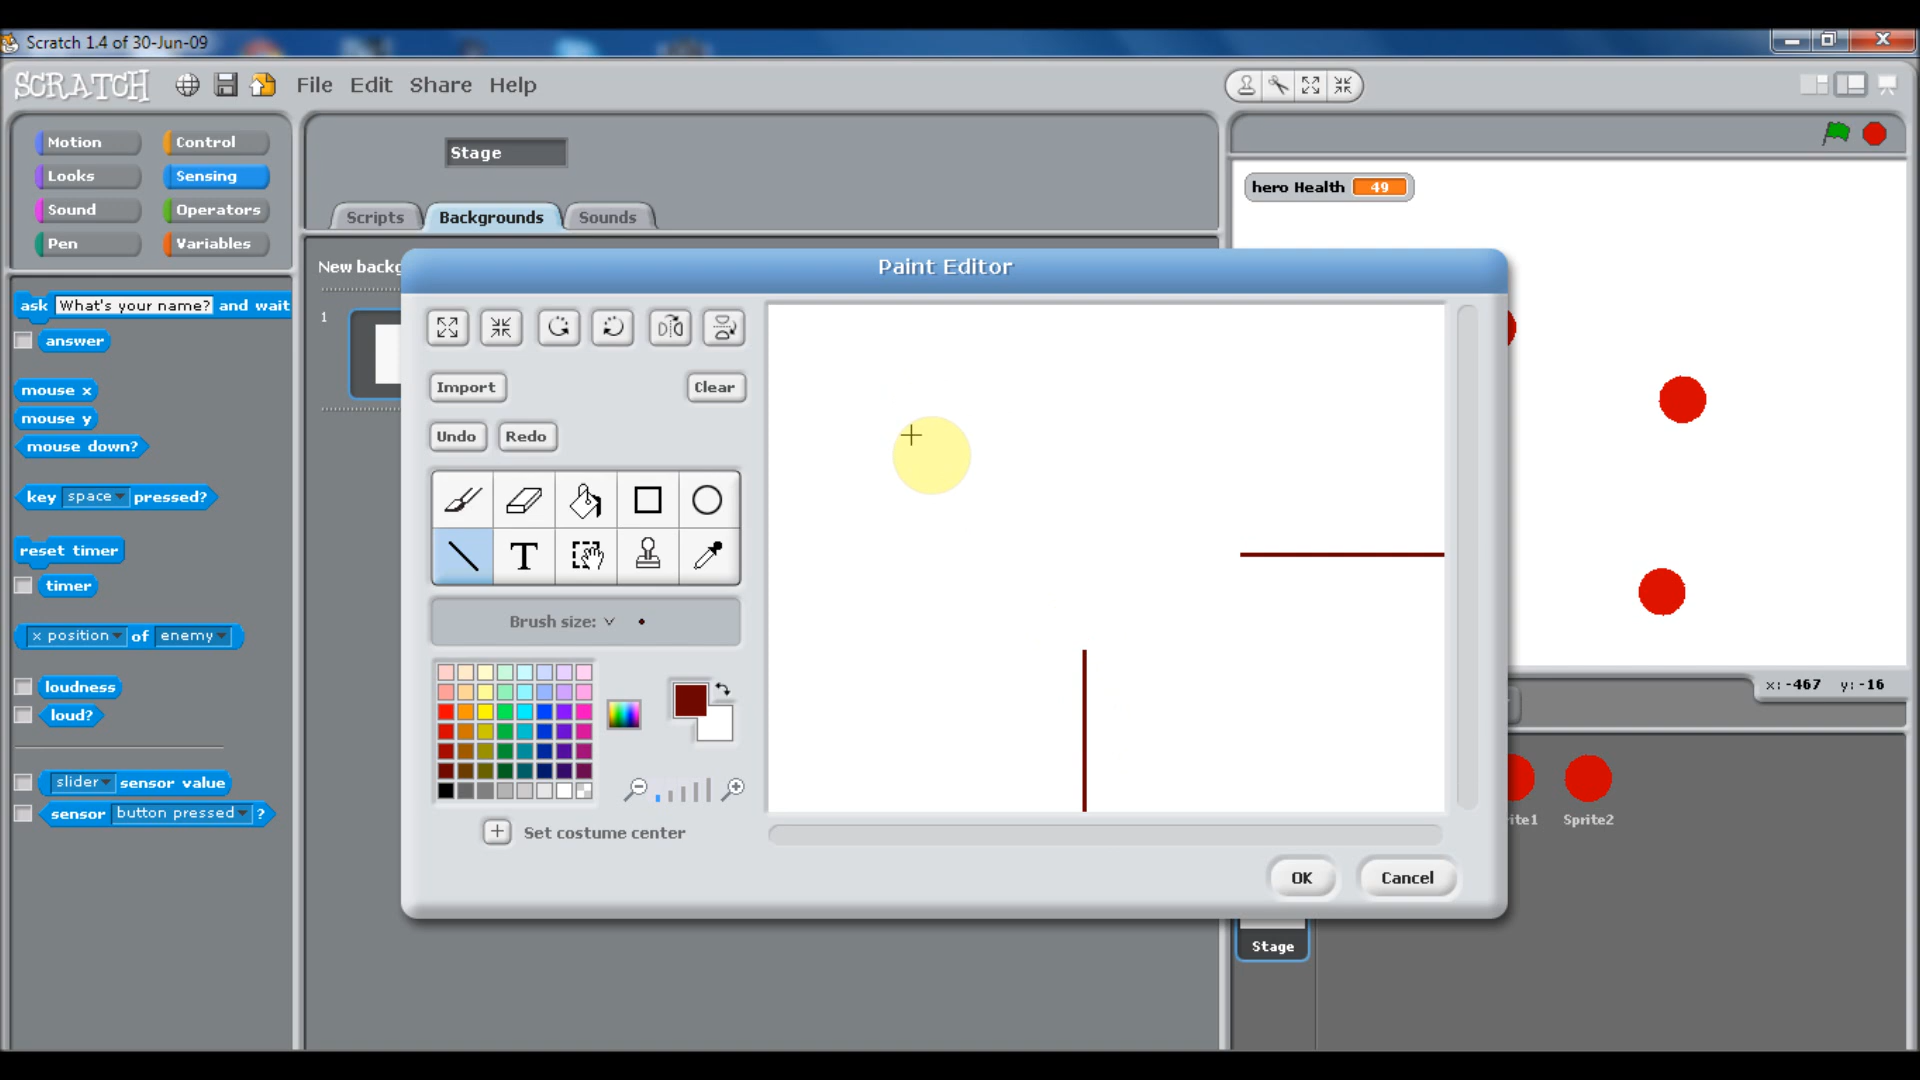 Scratch 1.4 of 30-Jun-09
SCRATCH File Edit Share Help
Motion Control
Looks Sensing
Sound Operators
Pen Variables
Stage
Scripts Backgrounds Sounds
hero Health 49
New backg
Paint Editor
ask What's your name? and wait
1
answer
mouse x
mouse y
mouse down?
key space pressed?
reset timer
timer
x position of enemy
loudness
loud?
slider sensor value
sensor button pressed ?
Import Clear
Undo Redo
T
Brush size:
Set costume center
OK Cancel
x: -467 y: -16
ite1 Sprite2
Stage